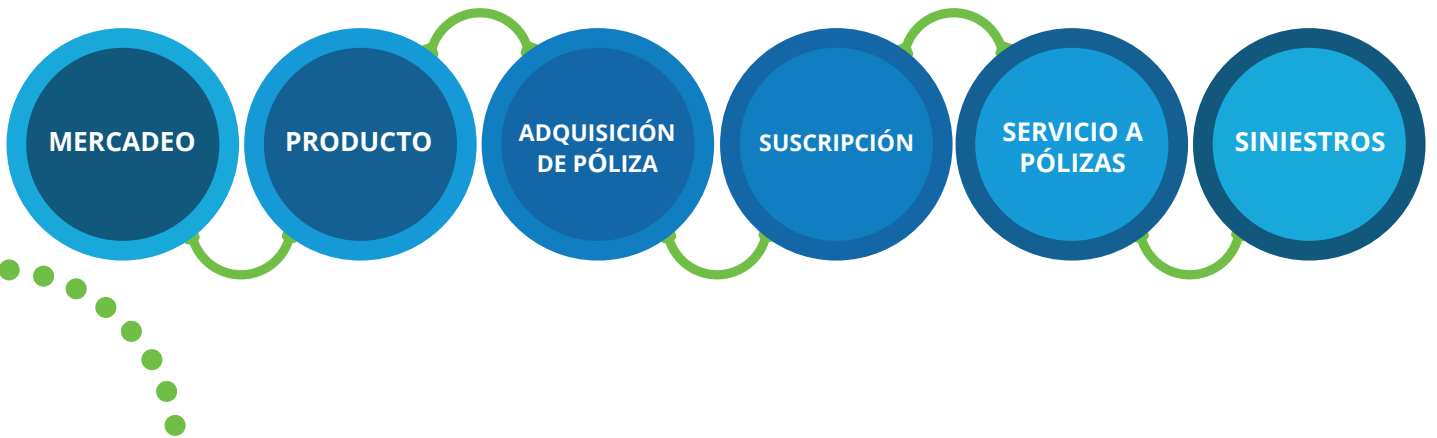 MERCADEO
PRODUCTO
ADQUISICIÓN
DE PÓLIZA
SUSCRIPCIÓN
SERVICIO A
PÓLIZAS
SINIESTROS